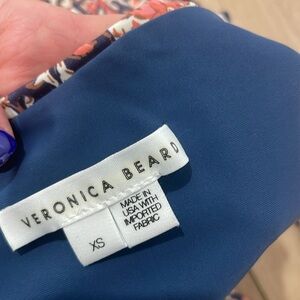 VERONICA BEARD
XS
MADE IN
USA WITH
IMPORTED
FABRIC